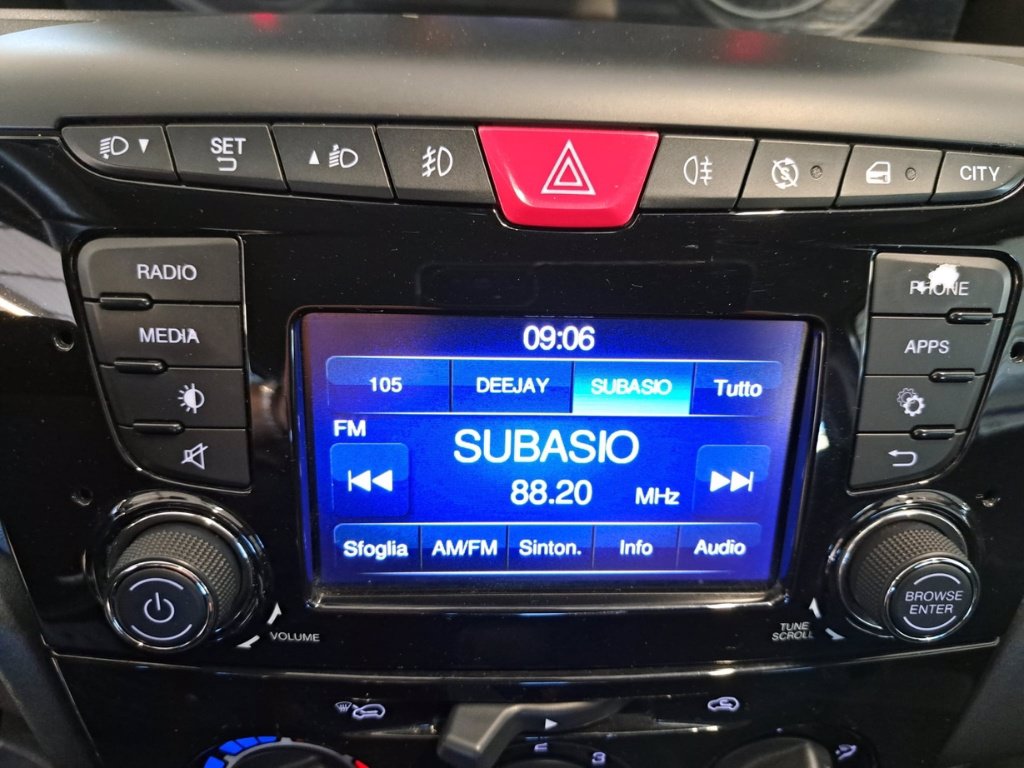 SET
CITY
RADIO
MEDIA
PHONE
APPS
09:06
105 DEEJAY SUBASIO Tutto
FM
SUBASIO
88.20 MHz
Sfoglia AM/FM Sinton. Info Audio
VOLUME
TUNE
SCROLL
BROWSE
ENTER
3